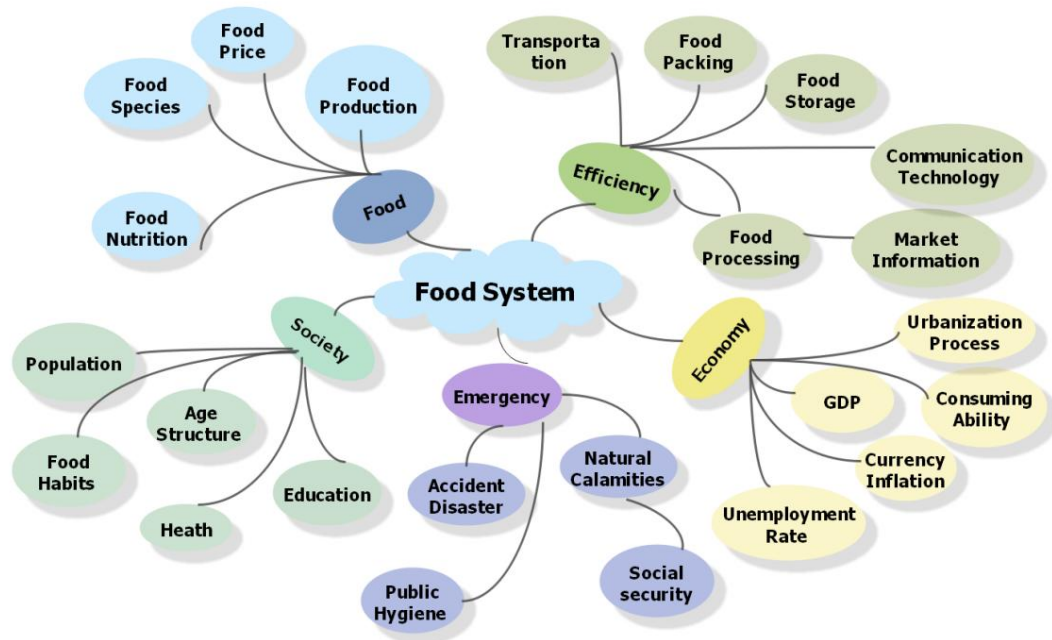 Food
Price
Food
Species
Food
Production
Food
Nutrition
Food
Transporta
tion
Food
Packing
Food
Storage
Communication
Technology
Efficiency
Food
Processing
Market
Information
Food System
Society
Population
Age
Structure
Food
Habits
Heath
Education
Emergency
Accident
Disaster
Natural
Calamities
Public
Hygiene
Social
security
Economy
Urbanization
Process
GDP
Consuming
Ability
Currency
Inflation
Unemployment
Rate